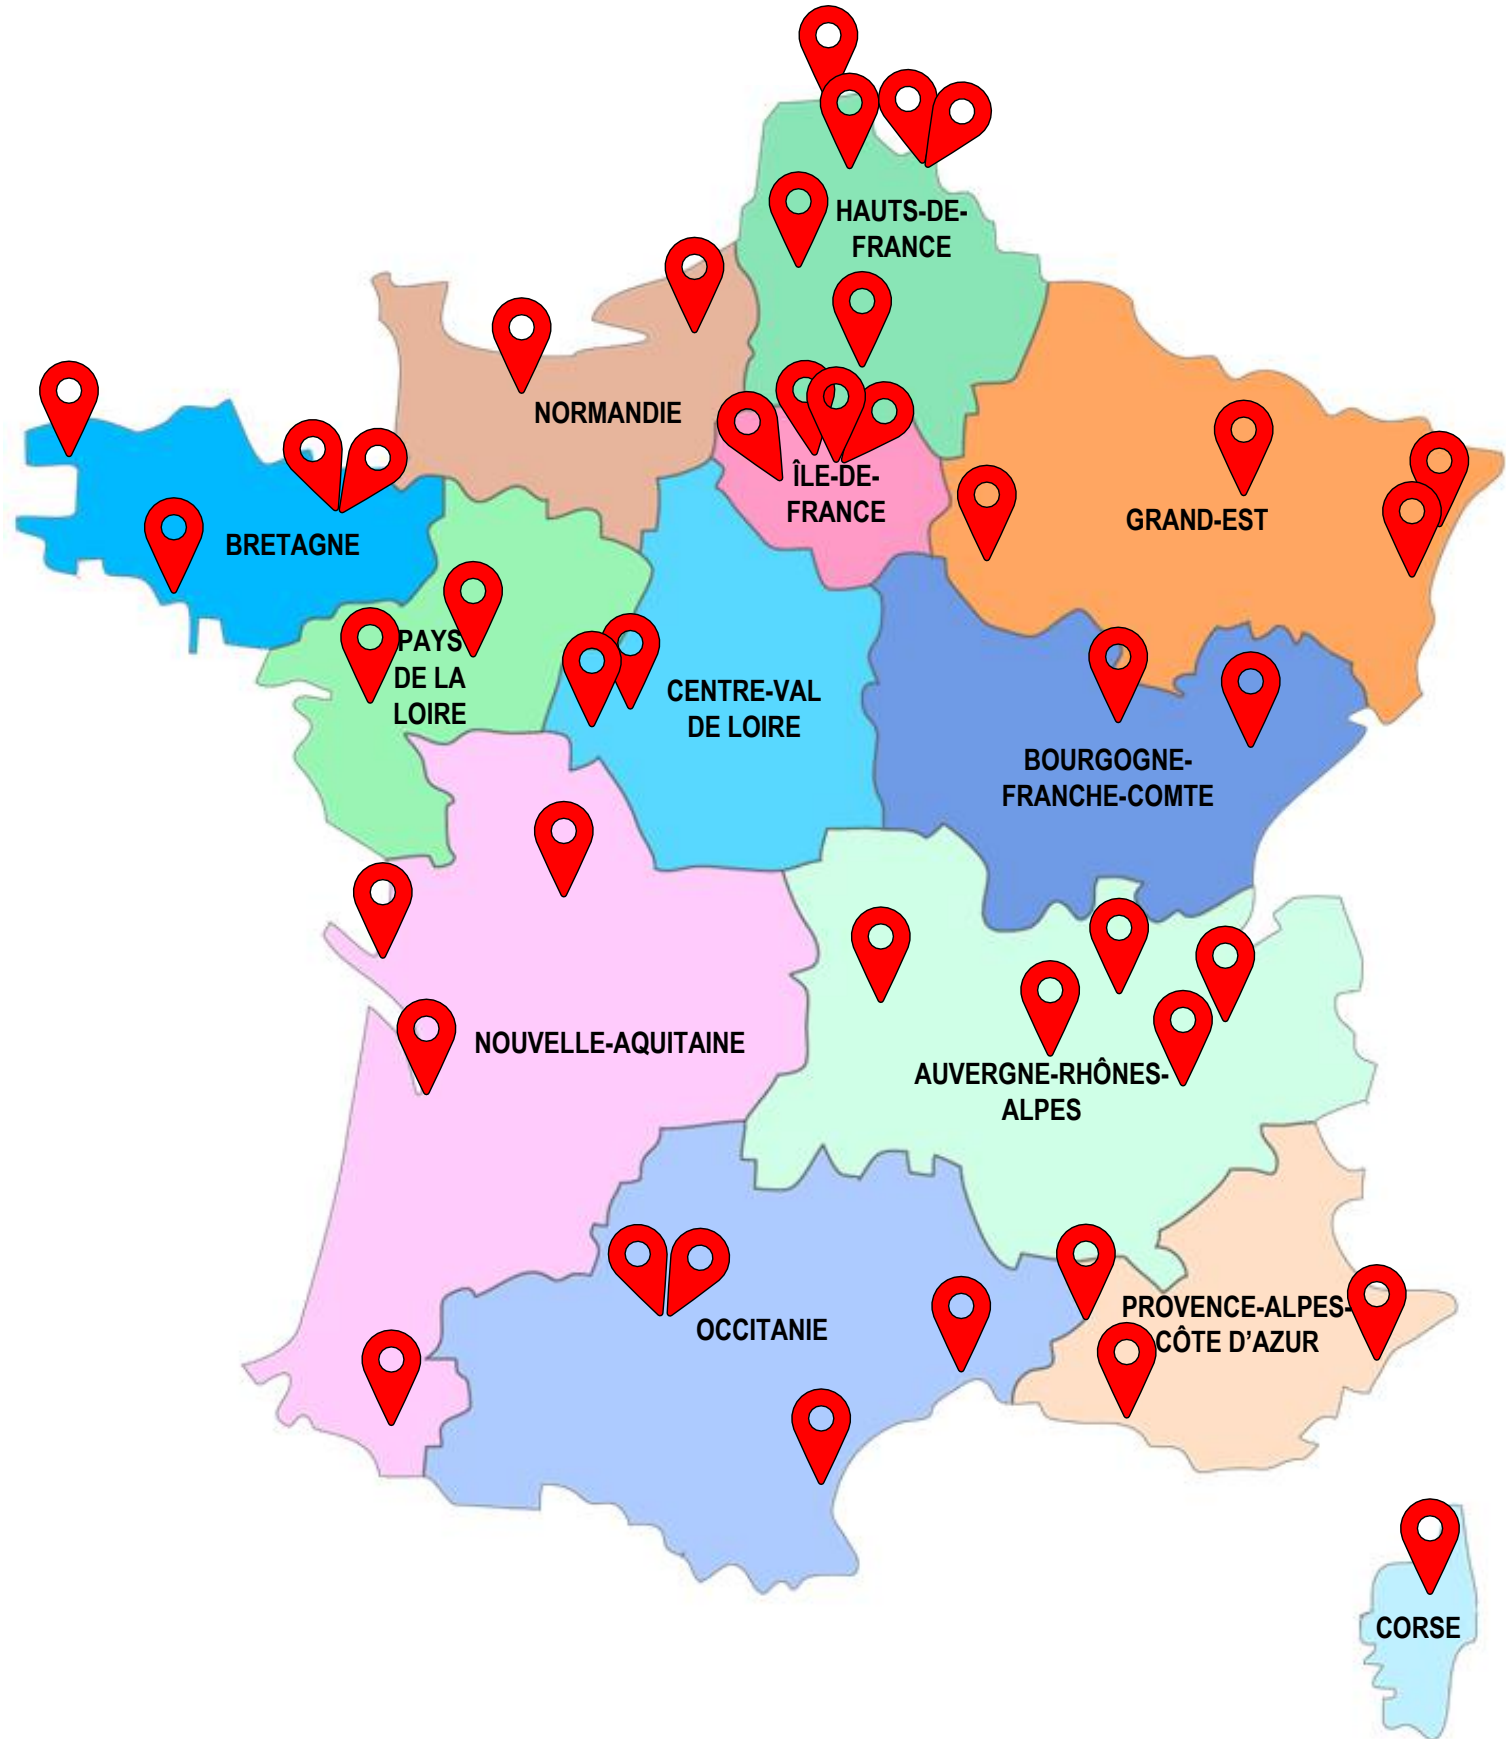 HAUTS-DE-
FRANCE
NORMANDIE
ÎLE-DE-
FRANCE
GRAND-EST
BRETAGNE
PAYS
DE LA
LOIRE
CENTRE-VAL
DE LOIRE
BOURGOGNE-
FRANCHE-COMTE
NOUVELLE-AQUITAINE
AUVERGNE-RHÔNES-
ALPES
OCCITANIE
PROVENCE-ALPES-
CÔTE D’AZUR
CORSE